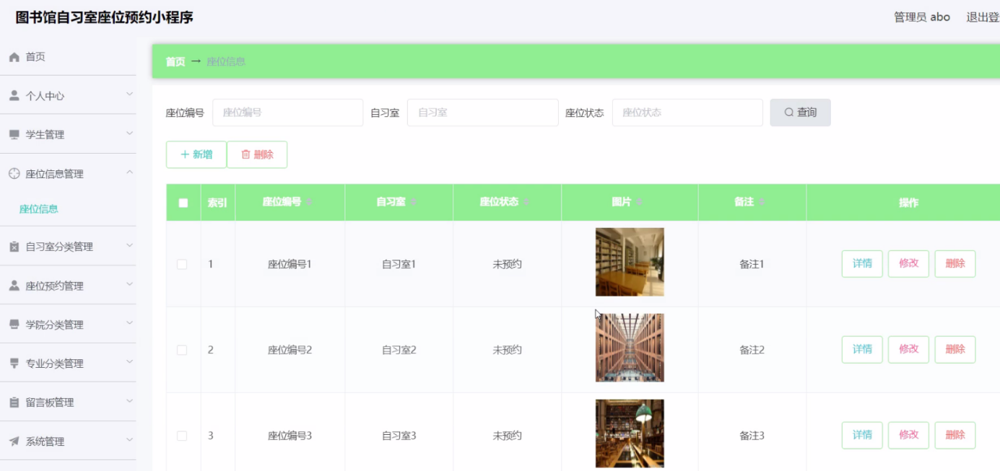 图书馆自习室座位预约小程序
管理员 abo 退出登
首页
个人中心
学生管理
座位信息管理
座位信息
自习室分类管理
座位预约管理
学院分类管理
专业分类管理
留言板管理
系统管理
首页 → 座位信息
座位编号 座位编号 自习室 自习室 座位状态 座位状态 查询
+ 新增 删除
索引 座位编号 自习室 座位状态 图片 备注 操作
1 座位编号1 自习室1 未预约 备注1 详情 修改 删除
2 座位编号2 自习室2 未预约 备注2 详情 修改 删除
3 座位编号3 自习室3 未预约 备注3 详情 修改 删除